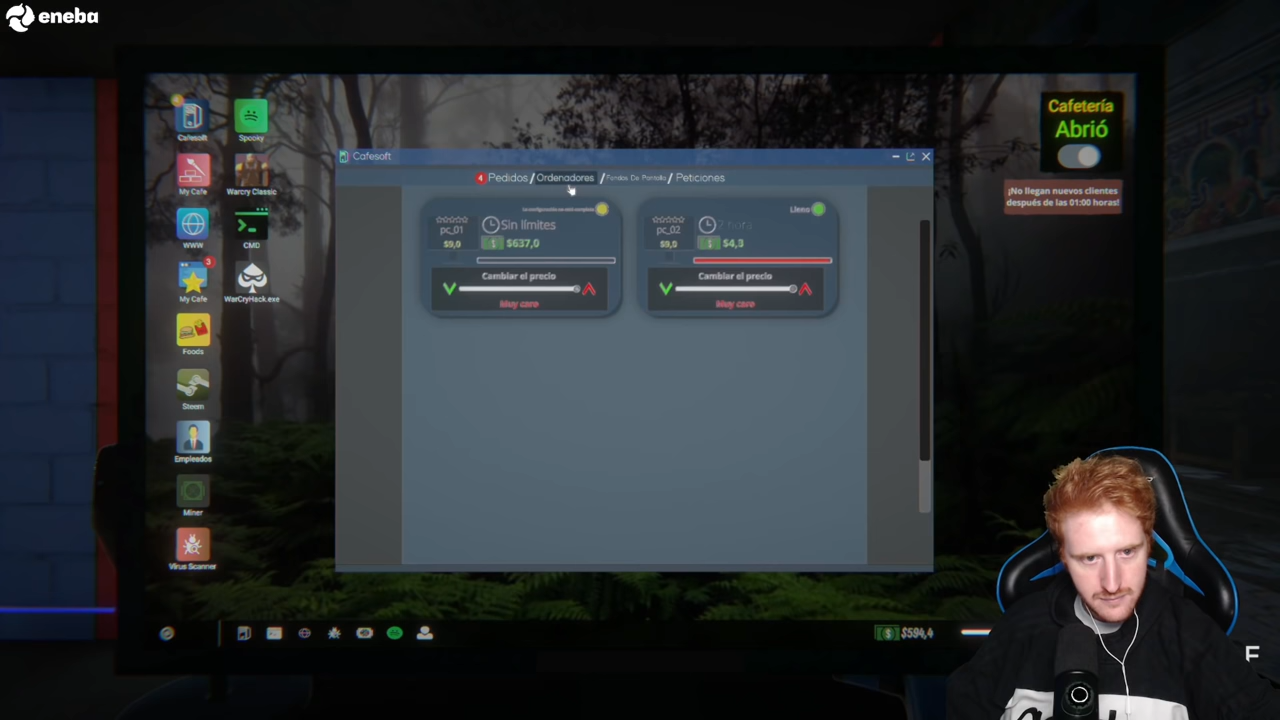 eneba
Cafesoft
Spooky
My Cafe
Warcry Classic
WWW
CMD
3
My Cafe
WarCryHack.exe
Foods
Steem
Empleados
Miner
Virus Scanner
Cafesoft
4 Pedidos / Ordenadores / Fondos De Pantalla / Peticiones
pc_01
$9,0
Sin límites
$637,0
Cambiar el precio
Muy caro
Lleno
pc_02
$9,0
2 hora
$4,3
Cambiar el precio
Muy caro
Cafetería
Abrió
¡No llegan nuevos clientes
después de las 01:00 horas!
$594,4
F